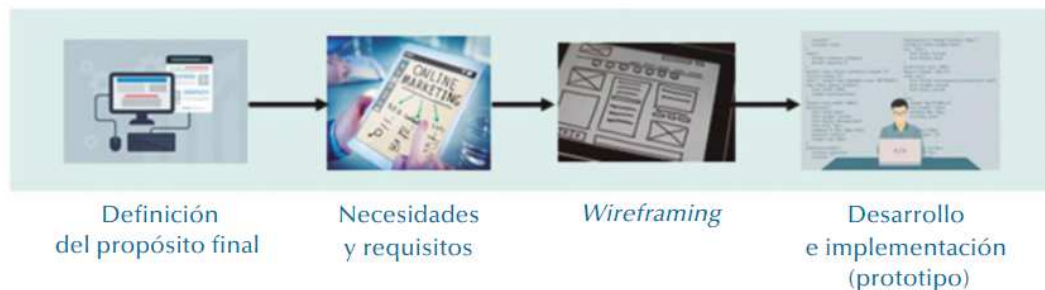 ONLINE
MARKETING
</>
Definición
del propósito final
Necesidades
y requisitos
Wireframing
Desarrollo
e implementación
(prototipo)